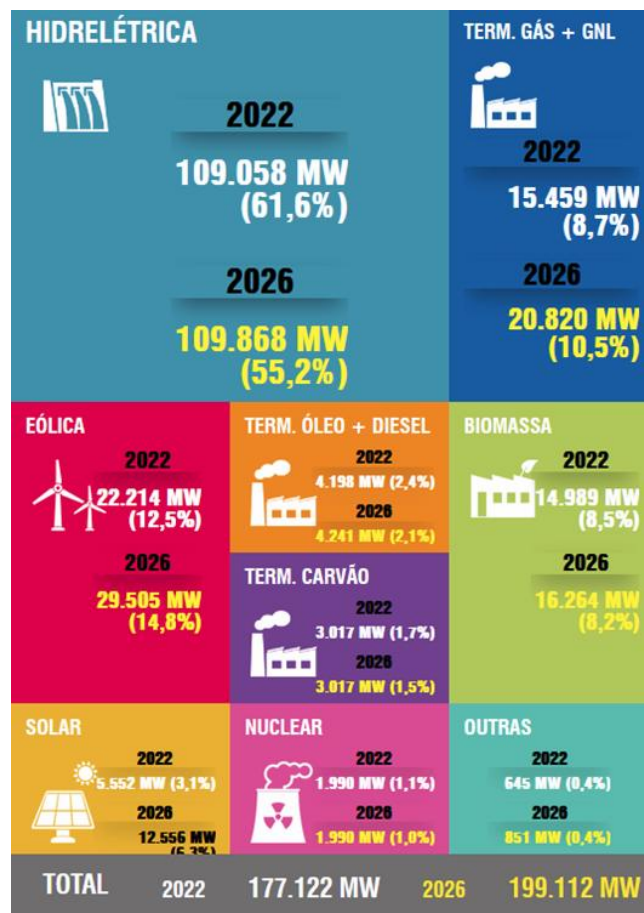 HIDRELÉTRICA
2022
109.058 MW
(61,6%)
2026
109.868 MW
(55,2%)
TERM. GÁS + GNL
2022
15.459 MW
(8,7%)
2026
20.820 MW
(10,5%)
EÓLICA
2022
22.214 MW
(12,5%)
2026
29.505 MW
(14,8%)
TERM. ÓLEO + DIESEL
2022
4.198 MW (2,4%)
2026
4.241 MW (2,1%)
TERM. CARVÃO
2022
3.017 MW (1,7%)
2026
3.017 MW (1,5%)
BIOMASSA
2022
14.989 MW
(8,5%)
2026
16.264 MW
(8,2%)
SOLAR
2022
5.552 MW (3,1%)
2026
12.556 MW
(6,3%)
NUCLEAR
2022
1.990 MW (1,1%)
2026
1.990 MW (1,0%)
OUTRAS
2022
645 MW (0,4%)
2026
851 MW (0,4%)
TOTAL 2022 177.122 MW 2026 199.112 MW